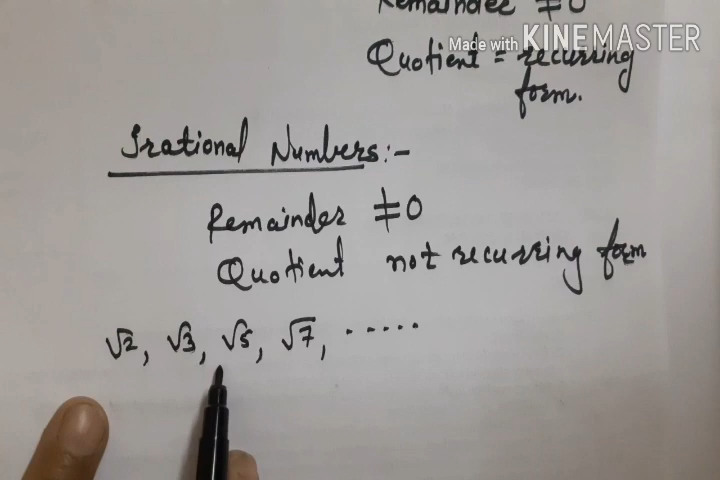 Remainder ≠0
Made with KINEMASTER
Quotient = recurring
form.
Irational Numbers:-
Remainder ≠0
Quotient not recurring form
√2, √3, √5, √7, .....